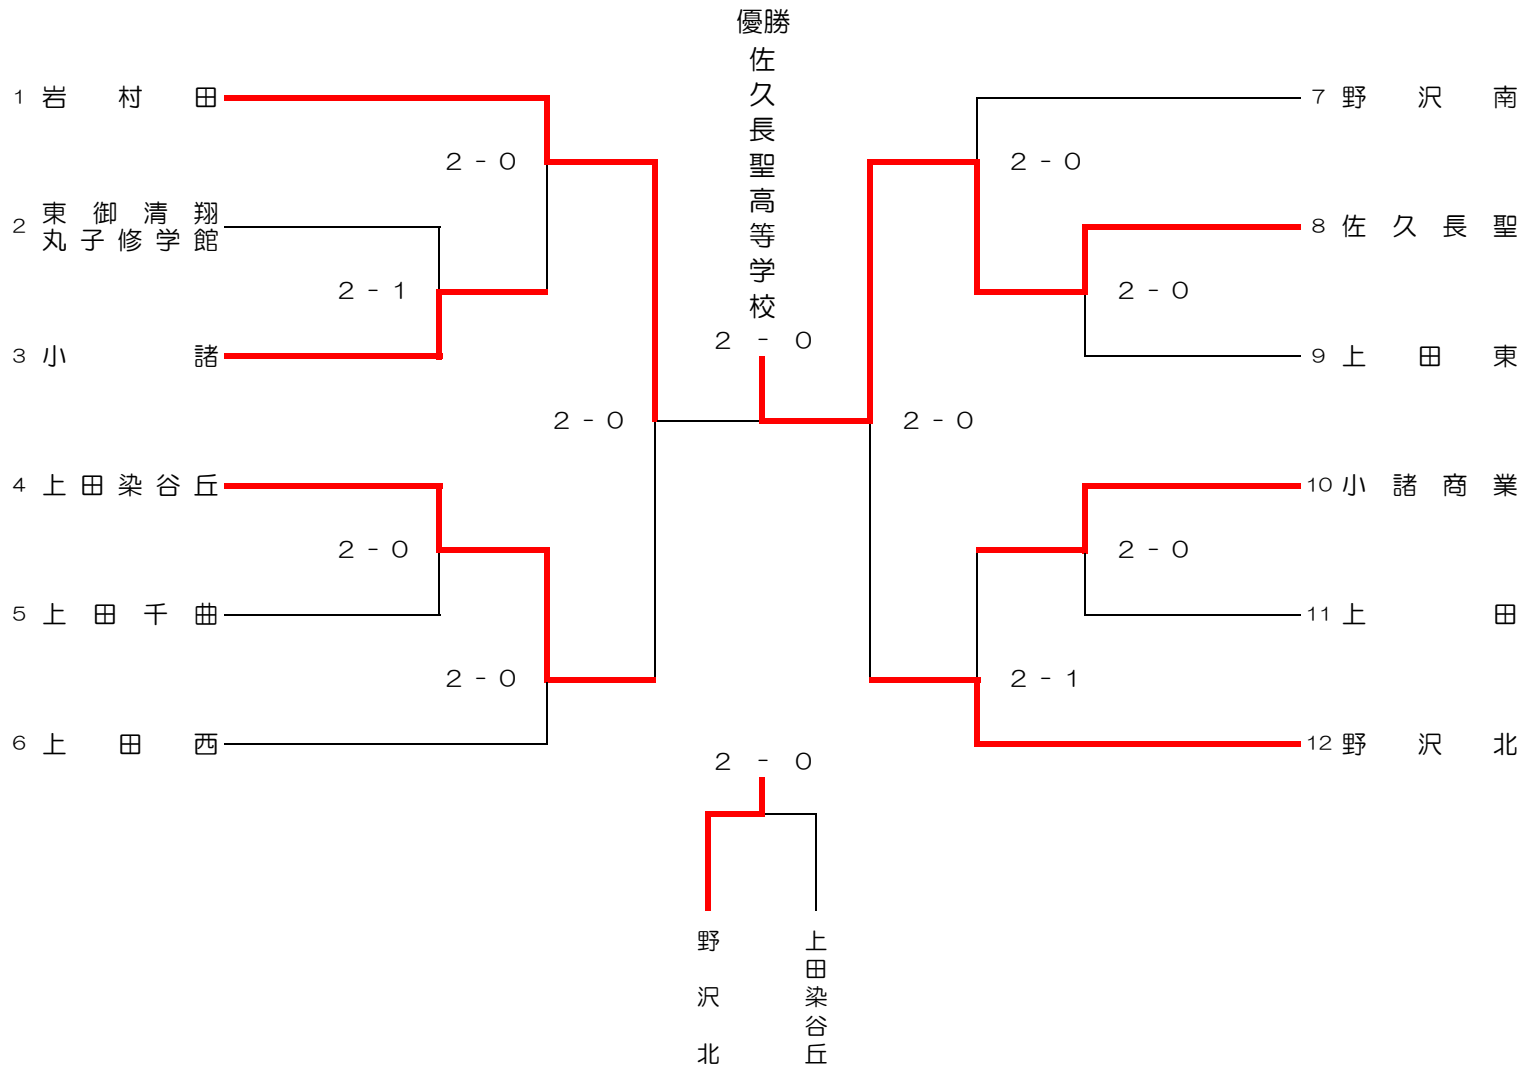 優勝
佐久長聖高等学校
2 - 0
1 岩村田
2 東御清翔
丸子修学館
3 小諸
4 上田染谷丘
5 上田千曲
6 上田西
2 - 0
2 - 1
2 - 0
2 - 0
2 - 0
7 野沢南
8 佐久長聖
9 上田東
10 小諸商業
11 上田
12 野沢北
2 - 0
2 - 0
2 - 0
2 - 0
2 - 1
2 - 0
野沢北
上田染谷丘